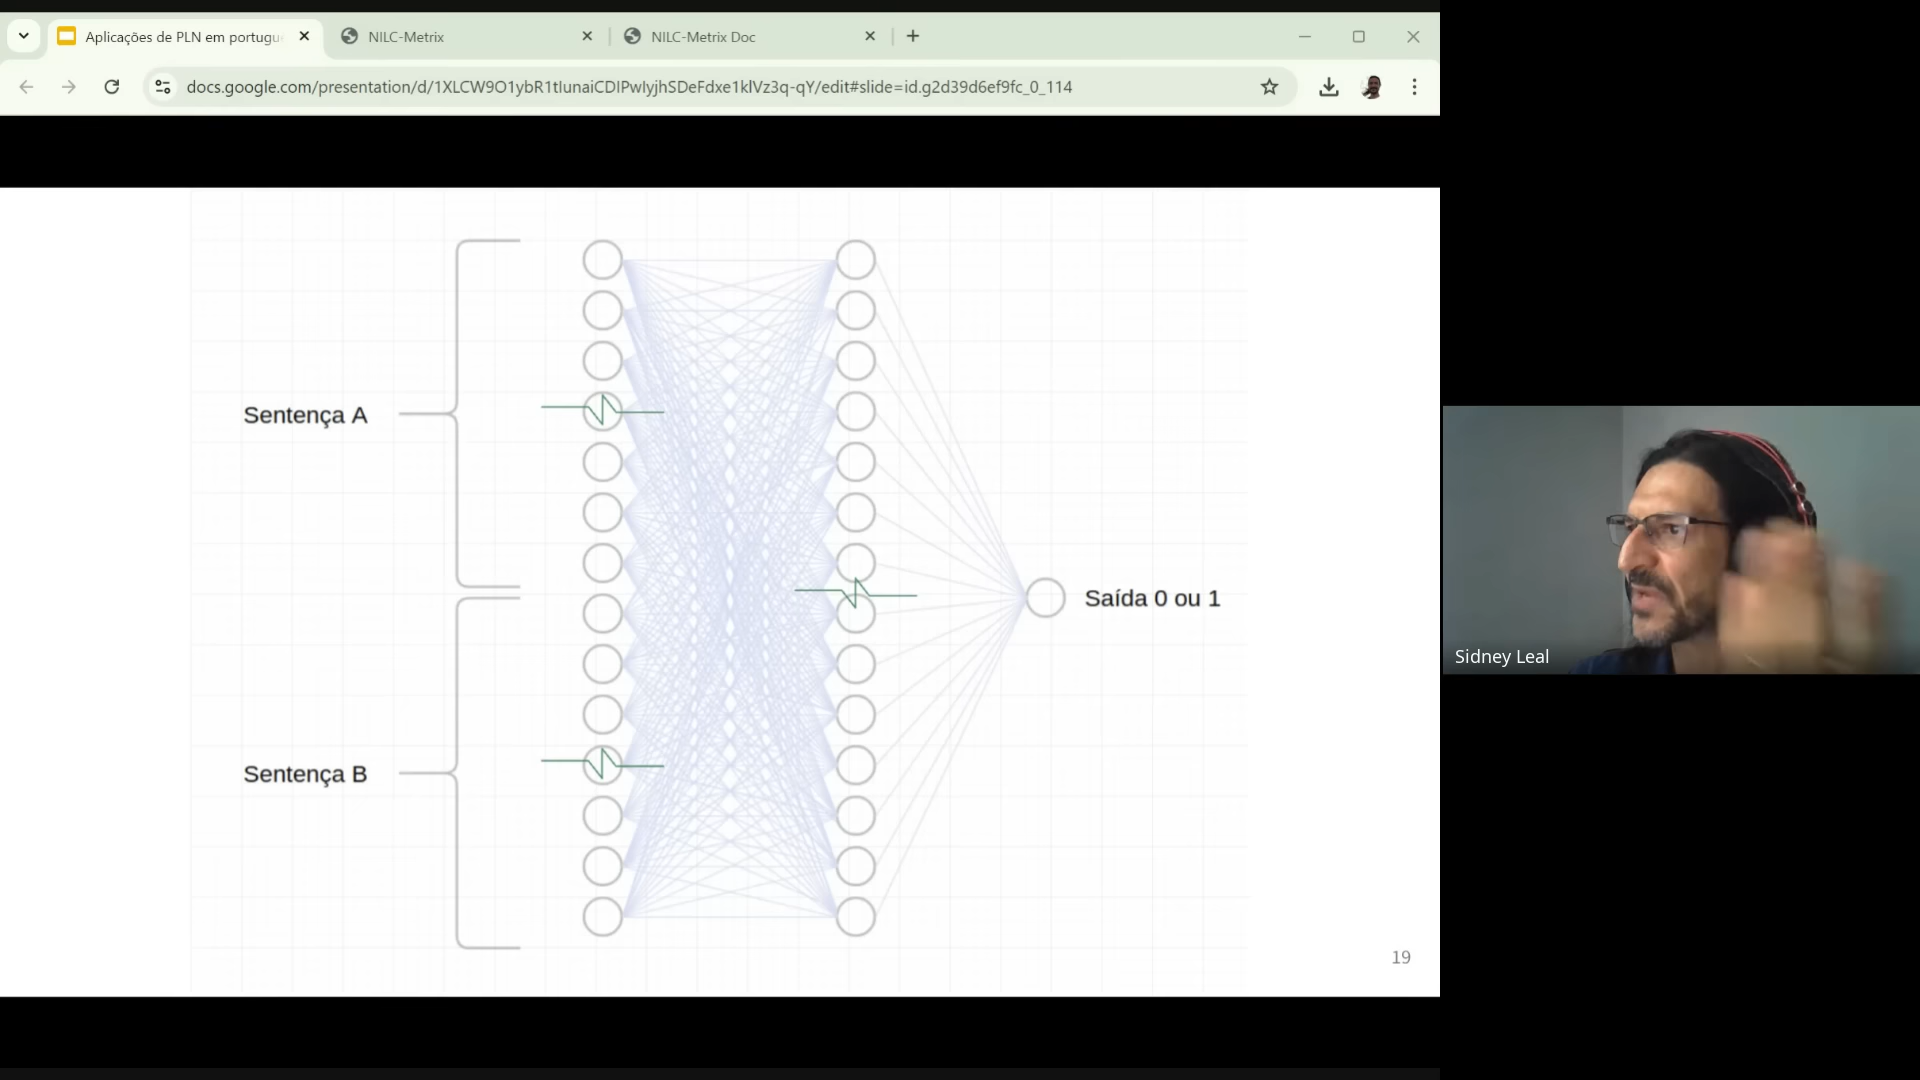 Aplicações de PLN em portugu
NILC-Metrix
NILC-Metrix Doc
docs.google.com/presentation/d/1XLCW9O1ybR1tIunaiCDIPwIyjhSDeFdxe1klVz3q-qY/edit#slide=id.g2d39d6ef9fc_0_114
Sentença A
Saída 0 ou 1
Sidney Leal
Sentença B
19